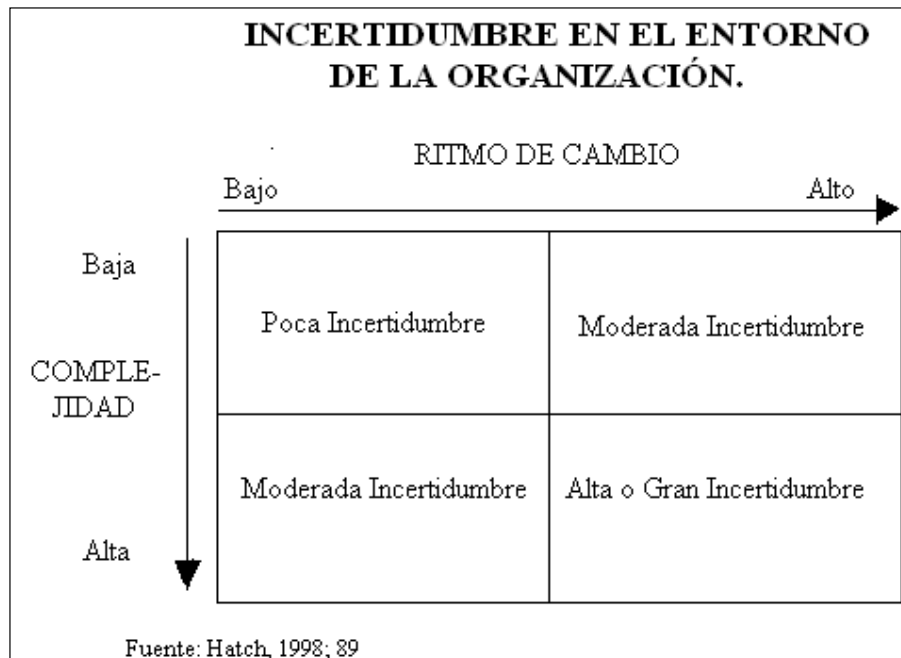 INCERTIDUMBRE EN EL ENTORNO
DE LA ORGANIZACIÓN.
RITMO DE CAMBIO
Bajo Alto
Baja
COMPLE-
JIDAD
Alta
Poca Incertidumbre Moderada Incertidumbre
Moderada Incertidumbre Alta o Gran Incertidumbre
Fuente: Hatch, 1998; 89